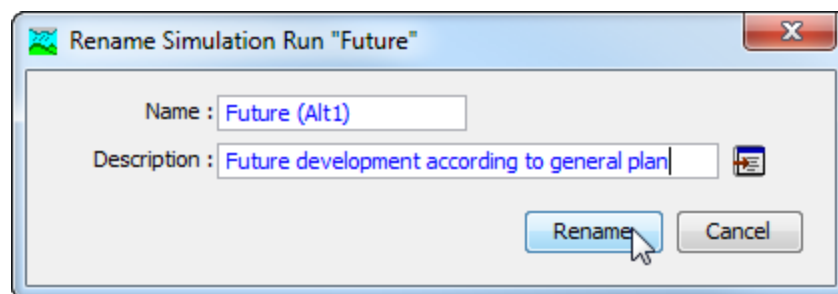 Rename Simulation Run "Future"
Name : Future (Alt1)
Description : Future development according to general plan
Rename Cancel